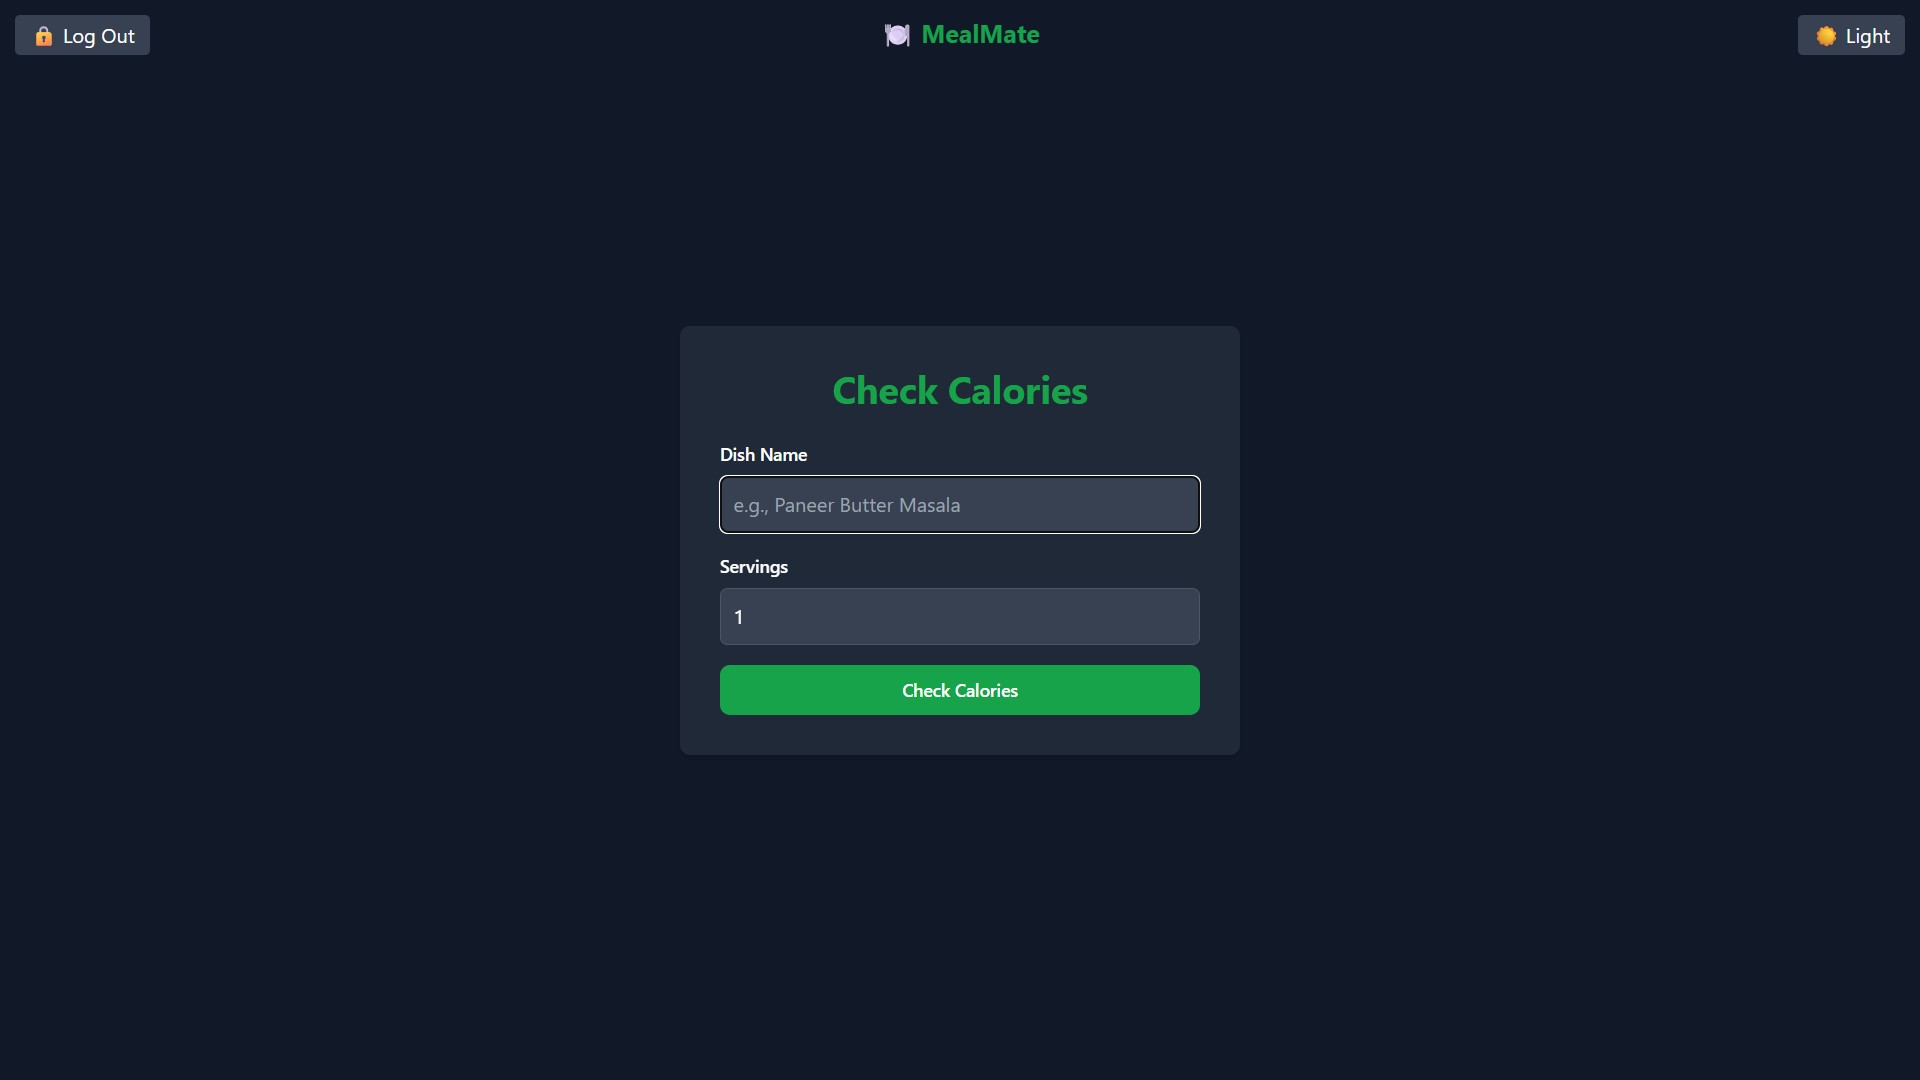 Log Out
MealMate
Light
Check Calories
Dish Name
e.g., Paneer Butter Masala
Servings
1
Check Calories